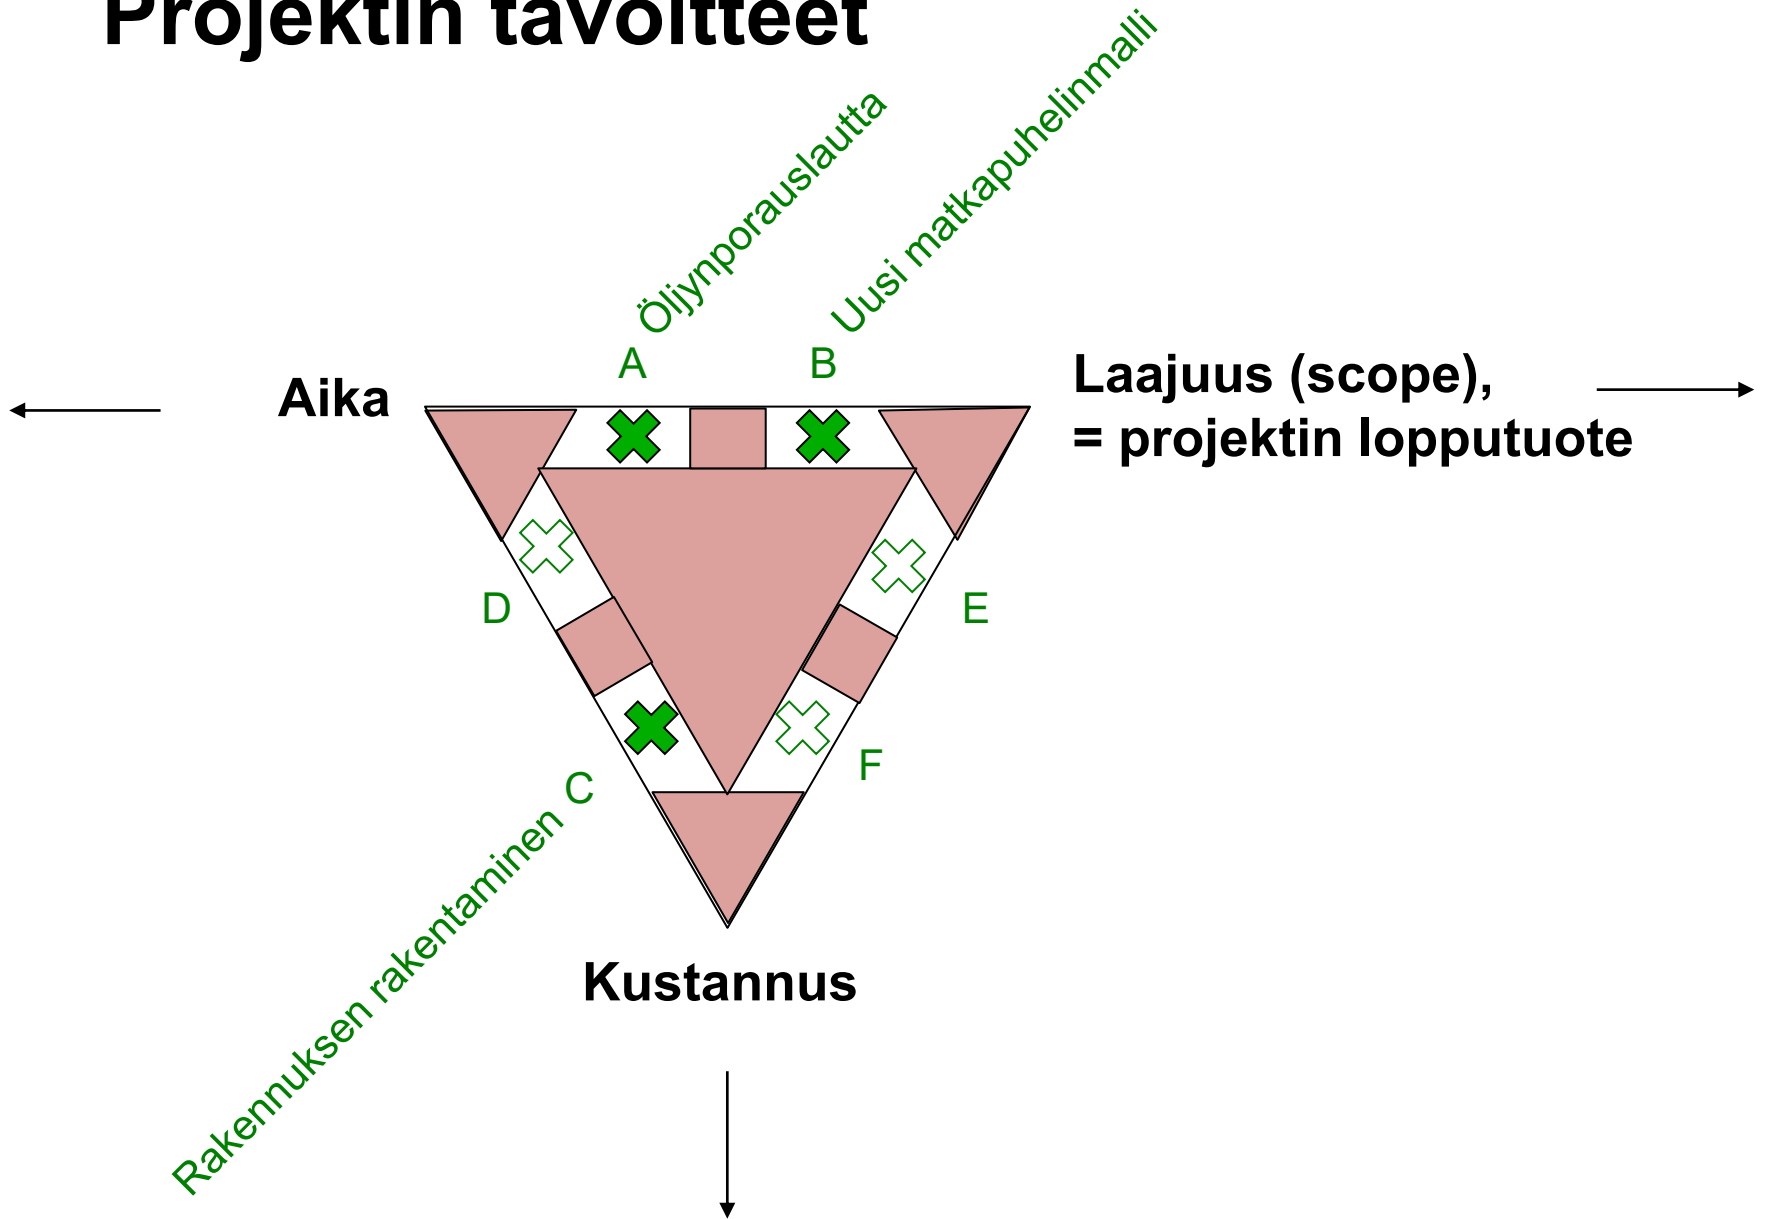 Projektin tavoitteet
Öljynporauslautta
Uusi matkapuhelinmalli
A
B
Aika
Laajuus (scope),
= projektin lopputuote
D
E
F
C
Rakennuksen rakentaminen
Kustannus